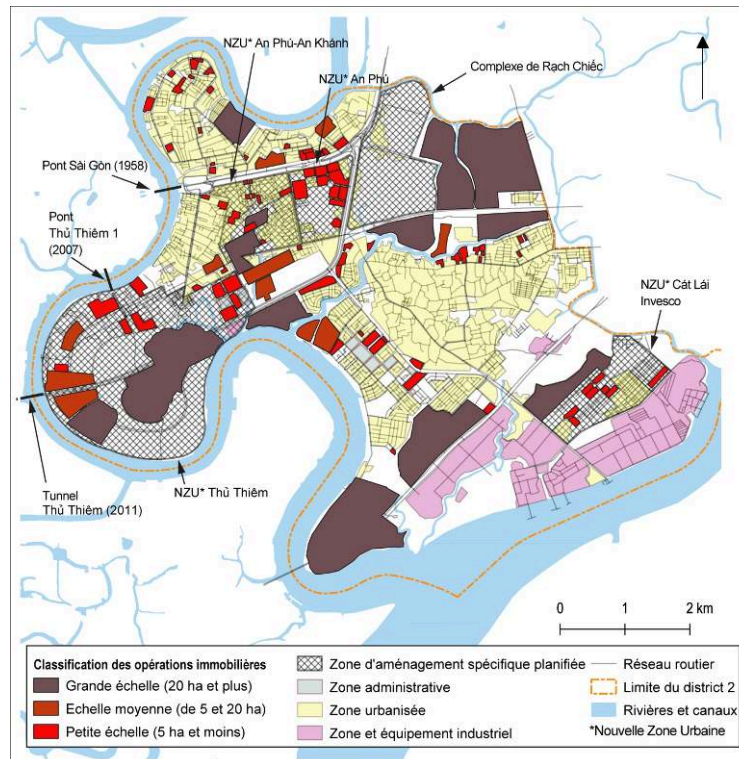 NZU* An Phú-An Khánh
NZU* An Phú
Complexe de Rạch Chiếc
Pont Sài Gòn (1958)
Pont
Thủ Thiêm 1
(2007)
NZU* Cát Lái
Invesco
NZU* Thủ Thiêm
Tunnel
Thủ Thiêm (2011)
0 1 2 km
Classification des opérations immobilières
Grande échelle (20 ha et plus)
Echelle moyenne (de 5 et 20 ha)
Petite échelle (5 ha et moins)
Zone d'aménagement spécifique planifiée
Zone administrative
Zone urbanisée
Zone et équipement industriel
Réseau routier
Limite du district 2
Rivières et canaux
*Nouvelle Zone Urbaine